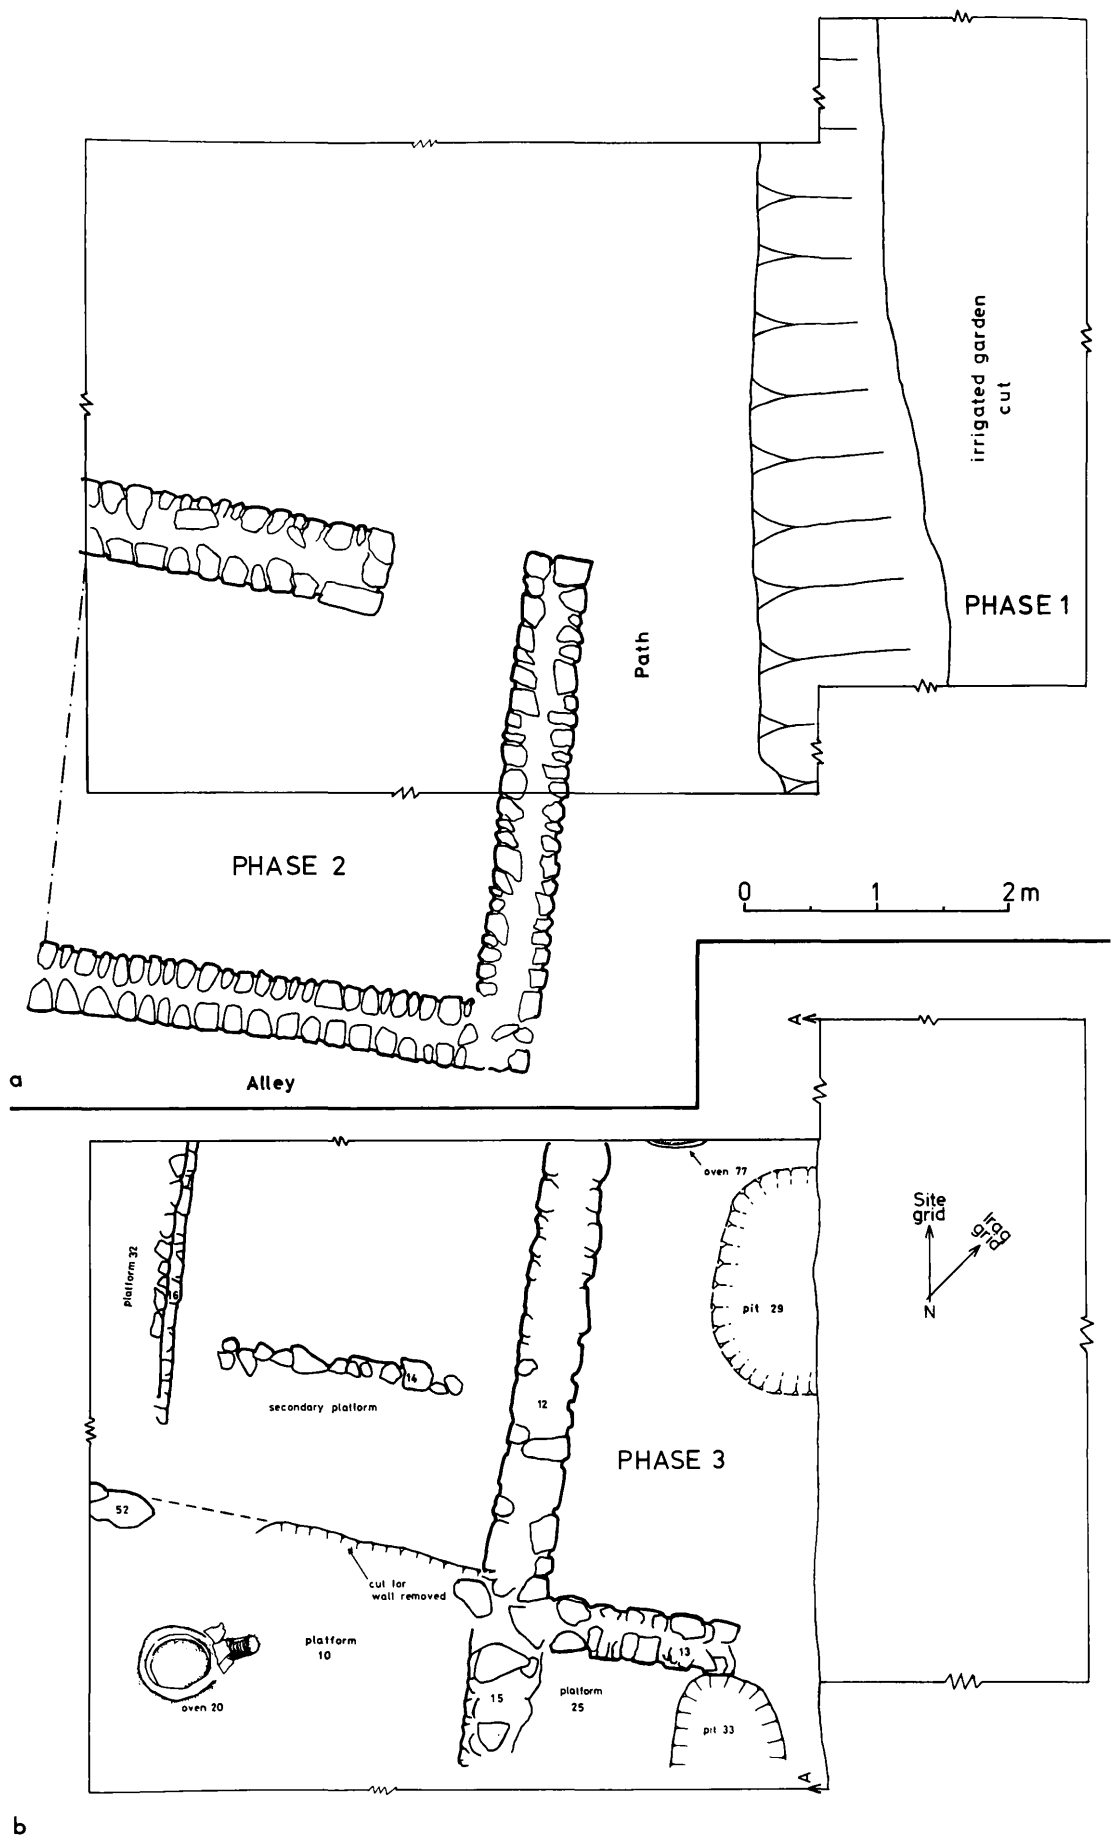 irrigated garden
cut
PHASE 1
Path
PHASE 2
0 1 2 m
a
Alley
A
oven 77
Site
grid
Iraq
grid
N
platform 32
16
pit 29
14
secondary platform
12
PHASE 3
52
cut for
wall removed
platform
10
oven 20
13
15
platform
25
pit 33
A
b